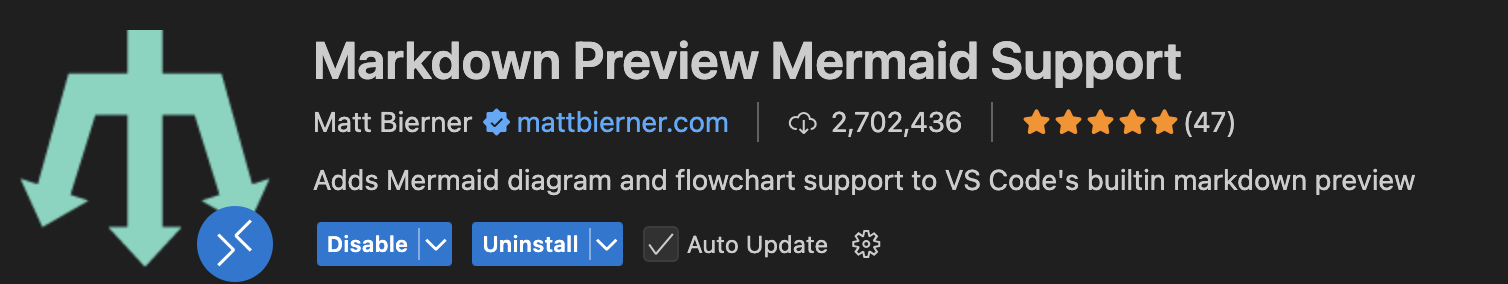 Markdown Preview Mermaid Support
Matt Bierner mattbierner.com 2,702,436 (47)
Adds Mermaid diagram and flowchart support to VS Code's builtin markdown preview
Disable Uninstall Auto Update